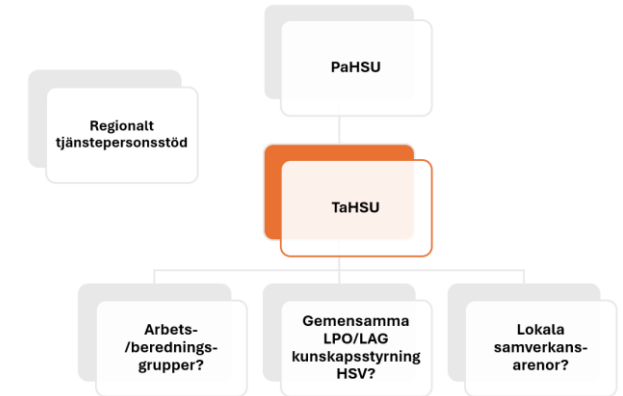 PaHSU
Regionalt
tjänstepersonsstöd
TaHSU
Arbets-
/berednings-
grupper?
Gemensamma
LPO/LAG
kunskapsstyrning
HSV?
Lokala
samverkans-
arenor?